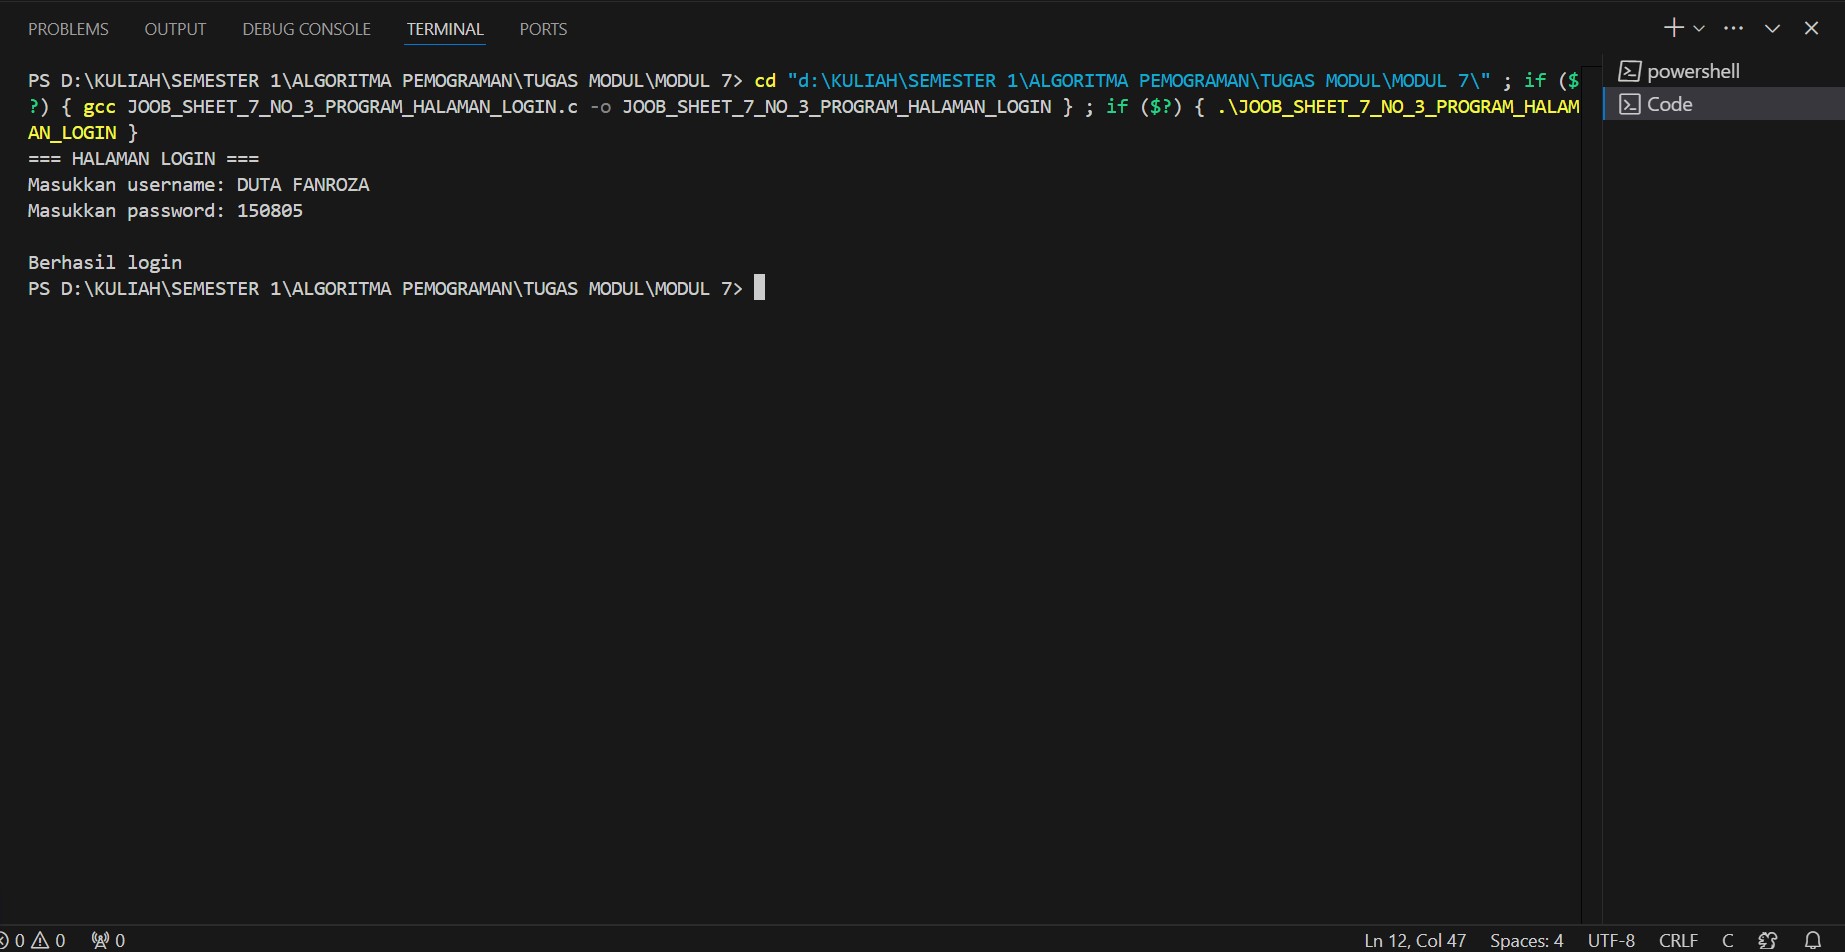 PROBLEMS OUTPUT DEBUG CONSOLE TERMINAL PORTS
PS D:\KULIAH\SEMESTER 1\ALGORITMA PEMOGRAMAN\TUGAS MODUL\MODUL 7> cd "d:\KULIAH\SEMESTER 1\ALGORITMA PEMOGRAMAN\TUGAS MODUL\MODUL 7\" ; if ($
?) { gcc JOOB_SHEET_7_NO_3_PROGRAM_HALAMAN_LOGIN.c -o JOOB_SHEET_7_NO_3_PROGRAM_HALAMAN_LOGIN } ; if ($?) { .\JOOB_SHEET_7_NO_3_PROGRAM_HALAM
AN_LOGIN }
=== HALAMAN LOGIN ===
Masukkan username: DUTA FANROZA
Masukkan password: 150805
Berhasil login
PS D:\KULIAH\SEMESTER 1\ALGORITMA PEMOGRAMAN\TUGAS MODUL\MODUL 7>
powershell
Code
0 0 0 Ln 12, Col 47 Spaces: 4 UTF-8 CRLF C